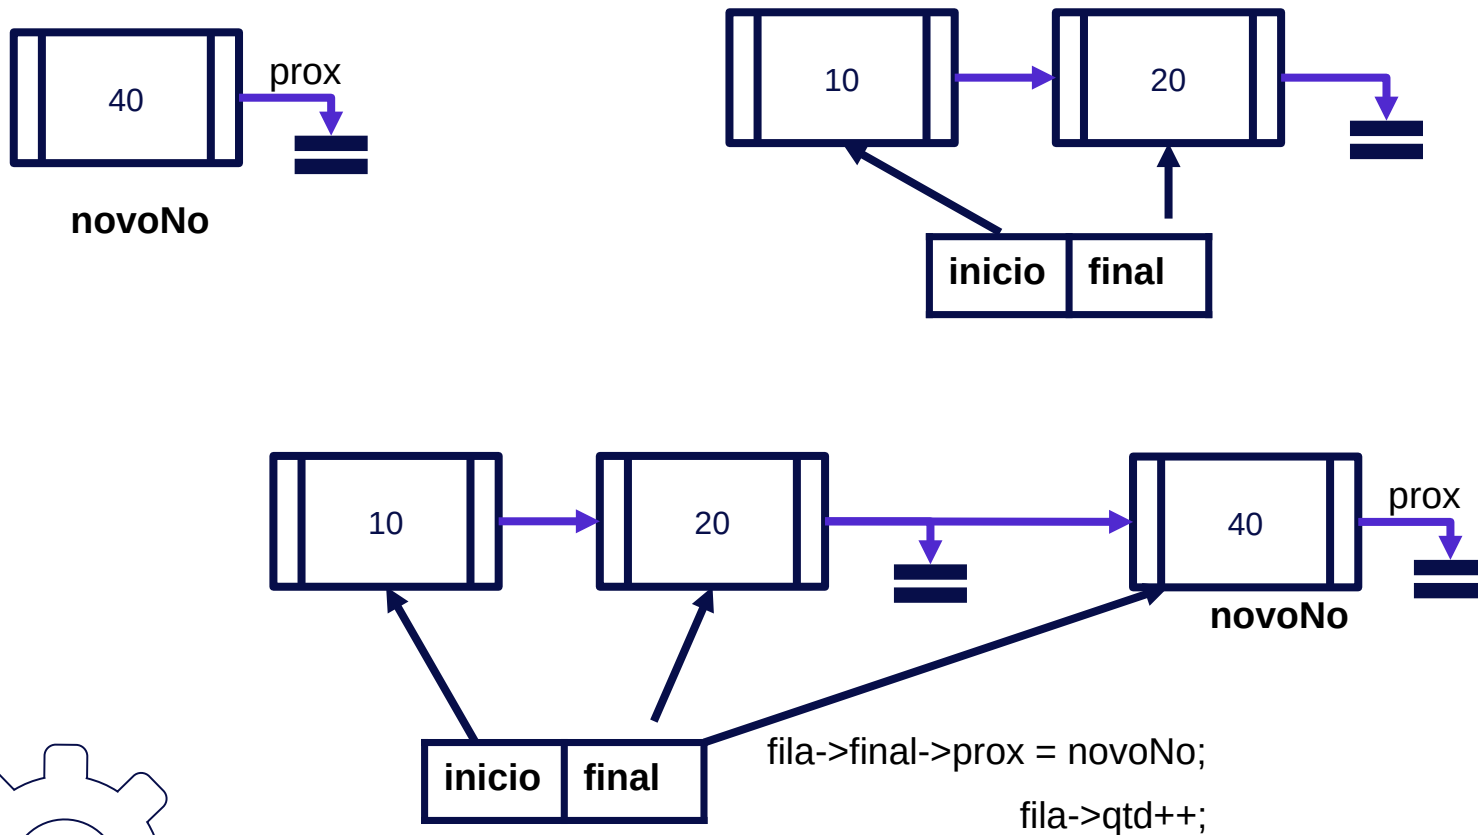 40
prox
novoNo
10
20
inicio
final
10
20
40
prox
novoNo
inicio
final
fila->final->prox = novoNo;
fila->qtd++;